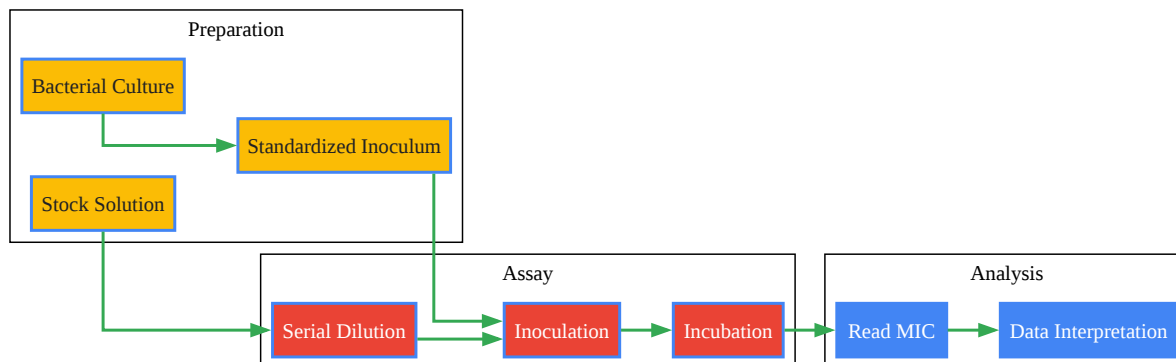 Preparation
Bacterial Culture
Standardized Inoculum
Stock Solution
Assay
Serial Dilution
Inoculation
Incubation
Analysis
Read MIC
Data Interpretation